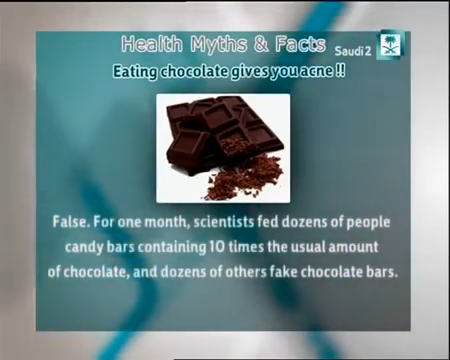 Health Myths & Facts
Saudi 2
Eating chocolate gives you acne !!
False. For one month, scientists fed dozens of people
candy bars containing 10 times the usual amount
of chocolate, and dozens of others fake chocolate bars.